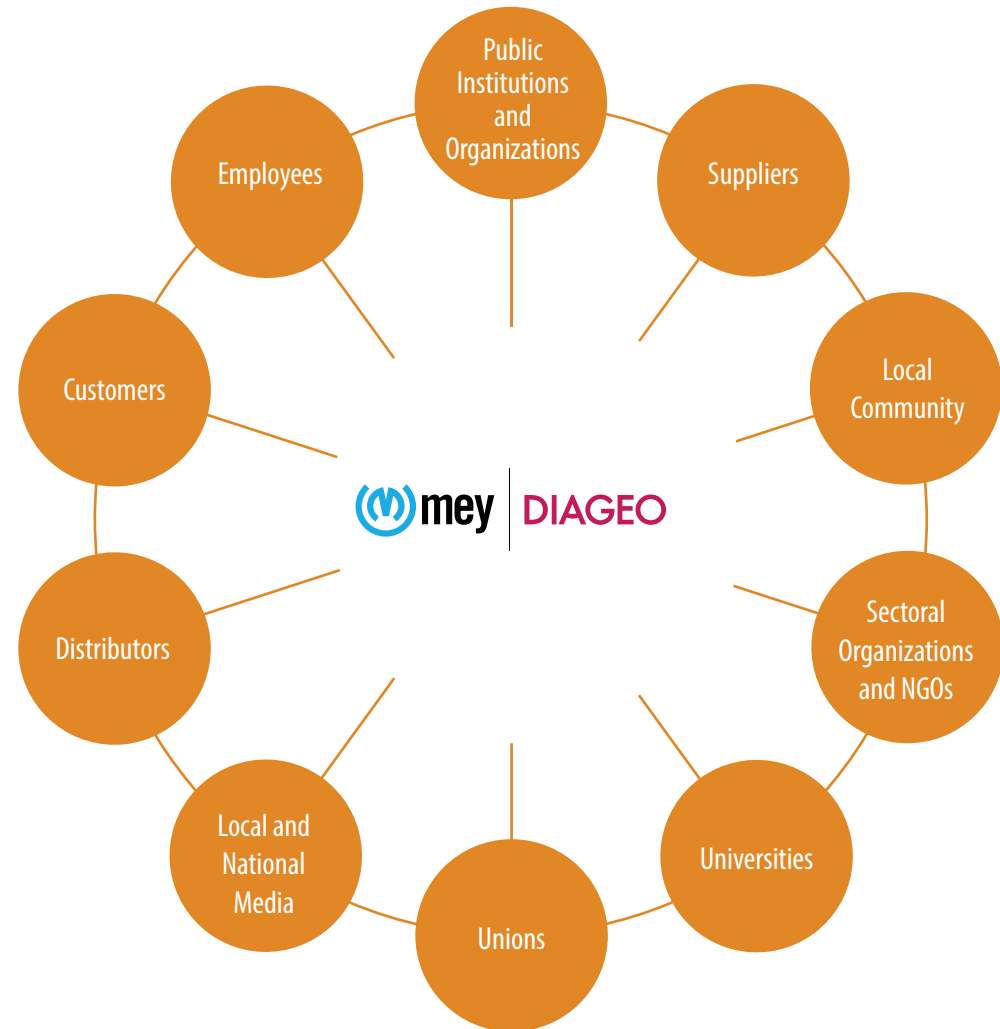 Public
Institutions
and
Organizations
Suppliers
Local
Community
Sectoral
Organizations
and NGOs
Universities
Unions
Local and
National
Media
Distributors
Customers
Employees
mey | DIAGEO